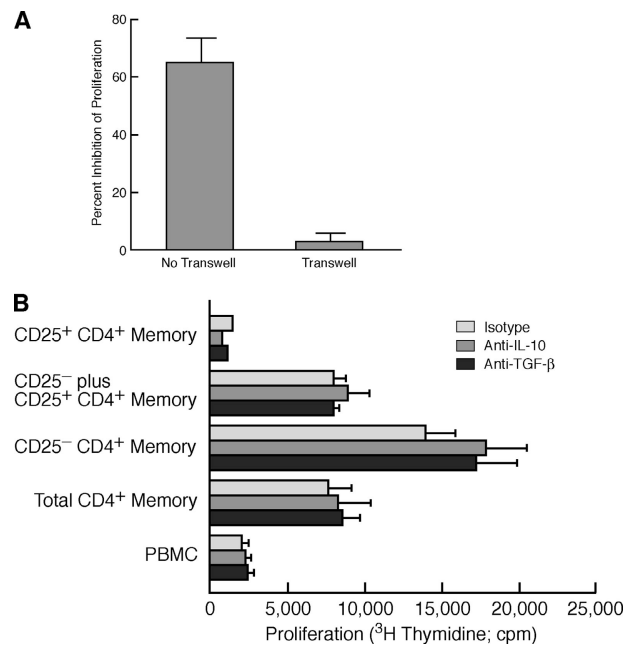 A
Percent Inhibition of Proliferation
80
60
40
20
0
No Transwell
Transwell
B
CD25⁺ CD4⁺ Memory
CD25⁻ plus
CD25⁺ CD4⁺ Memory
CD25⁻ CD4⁺ Memory
Total CD4⁺ Memory
PBMC
Isotype
Anti-IL-10
Anti-TGF-β
0 5,000 10,000 15,000 20,000 25,000
Proliferation (³H Thymidine; cpm)